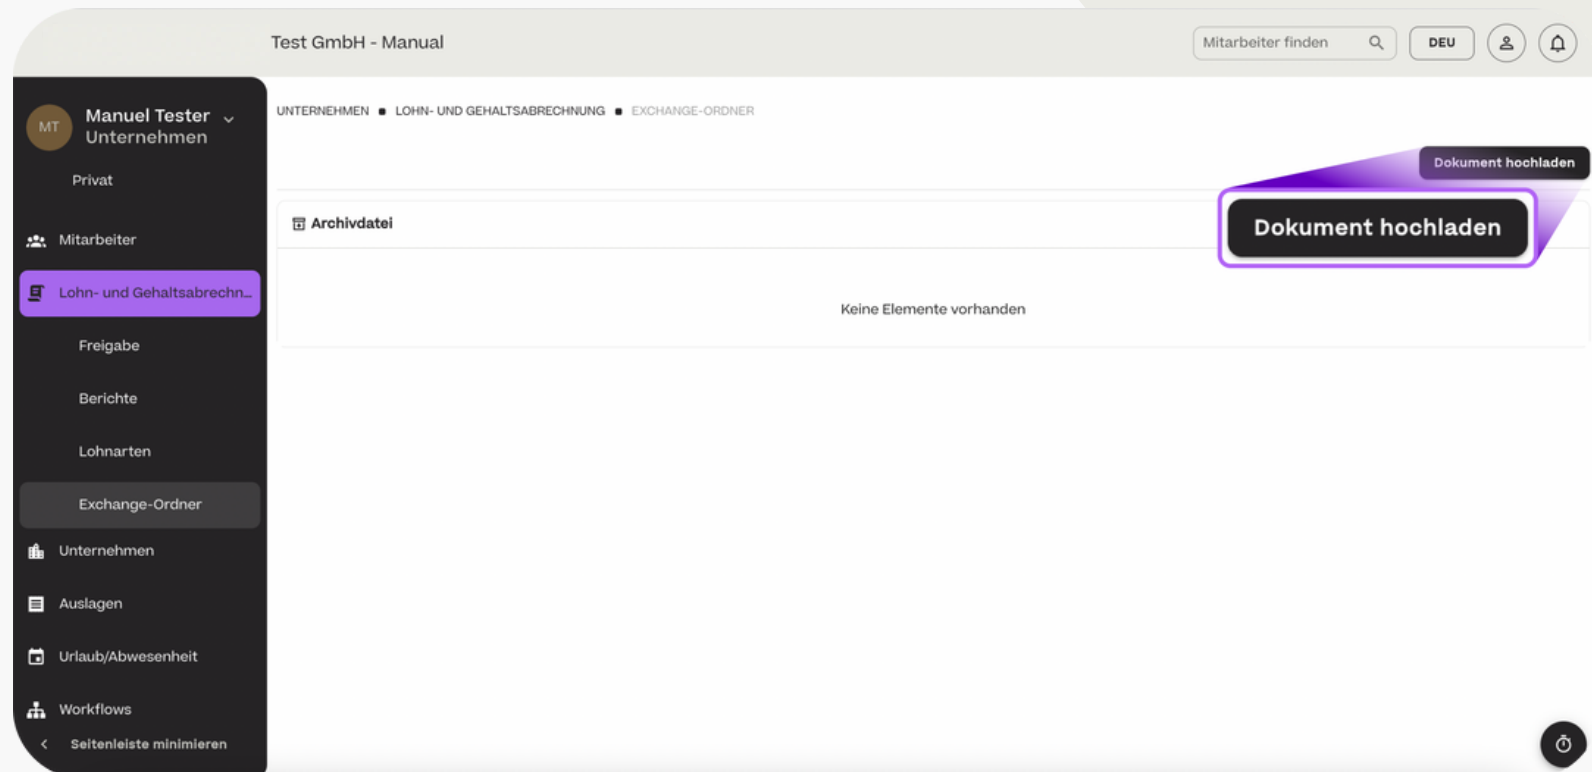 Test GmbH - Manual
Mitarbeiter finden
DEU
MT
Manuel Tester
Unternehmen
Privat
Mitarbeiter
Lohn- und Gehaltsabrechn...
Freigabe
Berichte
Lohnarten
Exchange-Ordner
Unternehmen
Auslagen
Urlaub/Abwesenheit
Workflows
Seitenleiste minimieren
UNTERNEHMEN ■ LOHN- UND GEHALTSABRECHNUNG ■ EXCHANGE-ORDNER
Dokument hochladen
Archivdatei
Dokument hochladen
Keine Elemente vorhanden